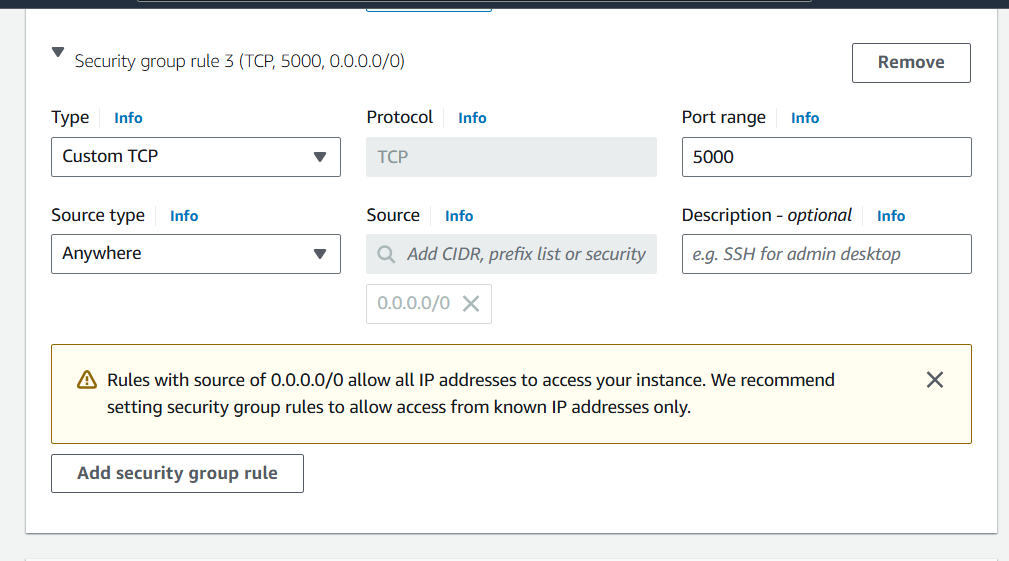 Security group rule 3 (TCP, 5000, 0.0.0.0/0)
Remove
Type Info
Protocol Info
Port range Info
Custom TCP
TCP
5000
Source type Info
Source Info
Description - optional Info
Anywhere
Add CIDR, prefix list or security
e.g. SSH for admin desktop
0.0.0.0/0
Rules with source of 0.0.0.0/0 allow all IP addresses to access your instance. We recommend
setting security group rules to allow access from known IP addresses only.
Add security group rule